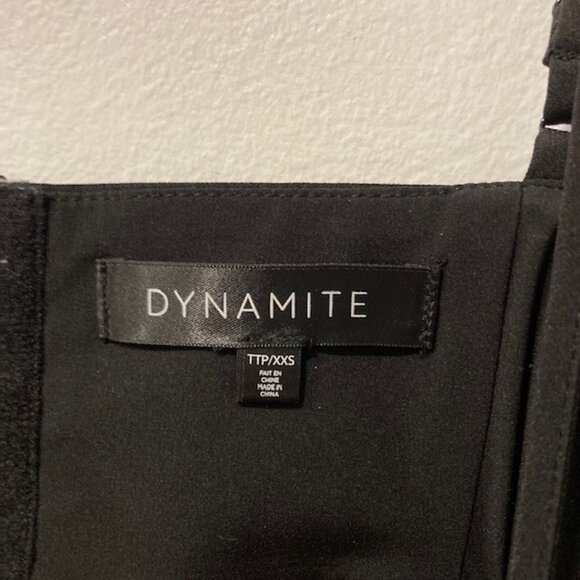 DYNAMITE
TTP/XXS
FAIT EN
CHINE
MADE IN
CHINA